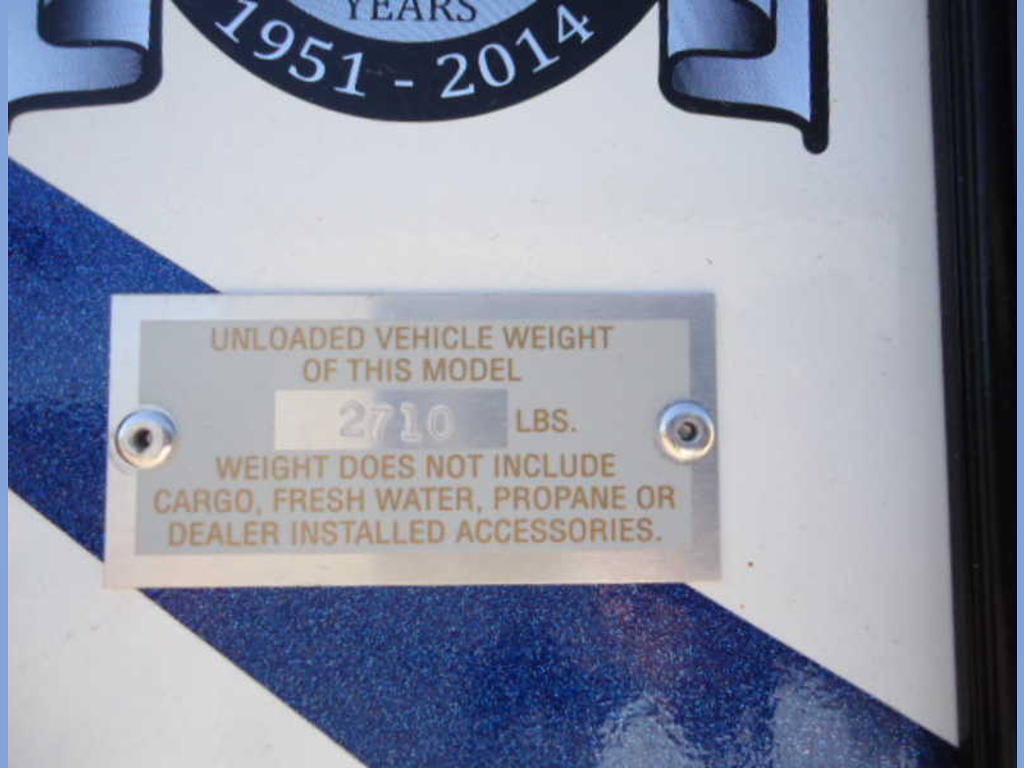 YEARS
1951 - 2014
UNLOADED VEHICLE WEIGHT
OF THIS MODEL
2710 LBS.
WEIGHT DOES NOT INCLUDE
CARGO, FRESH WATER, PROPANE OR
DEALER INSTALLED ACCESSORIES.